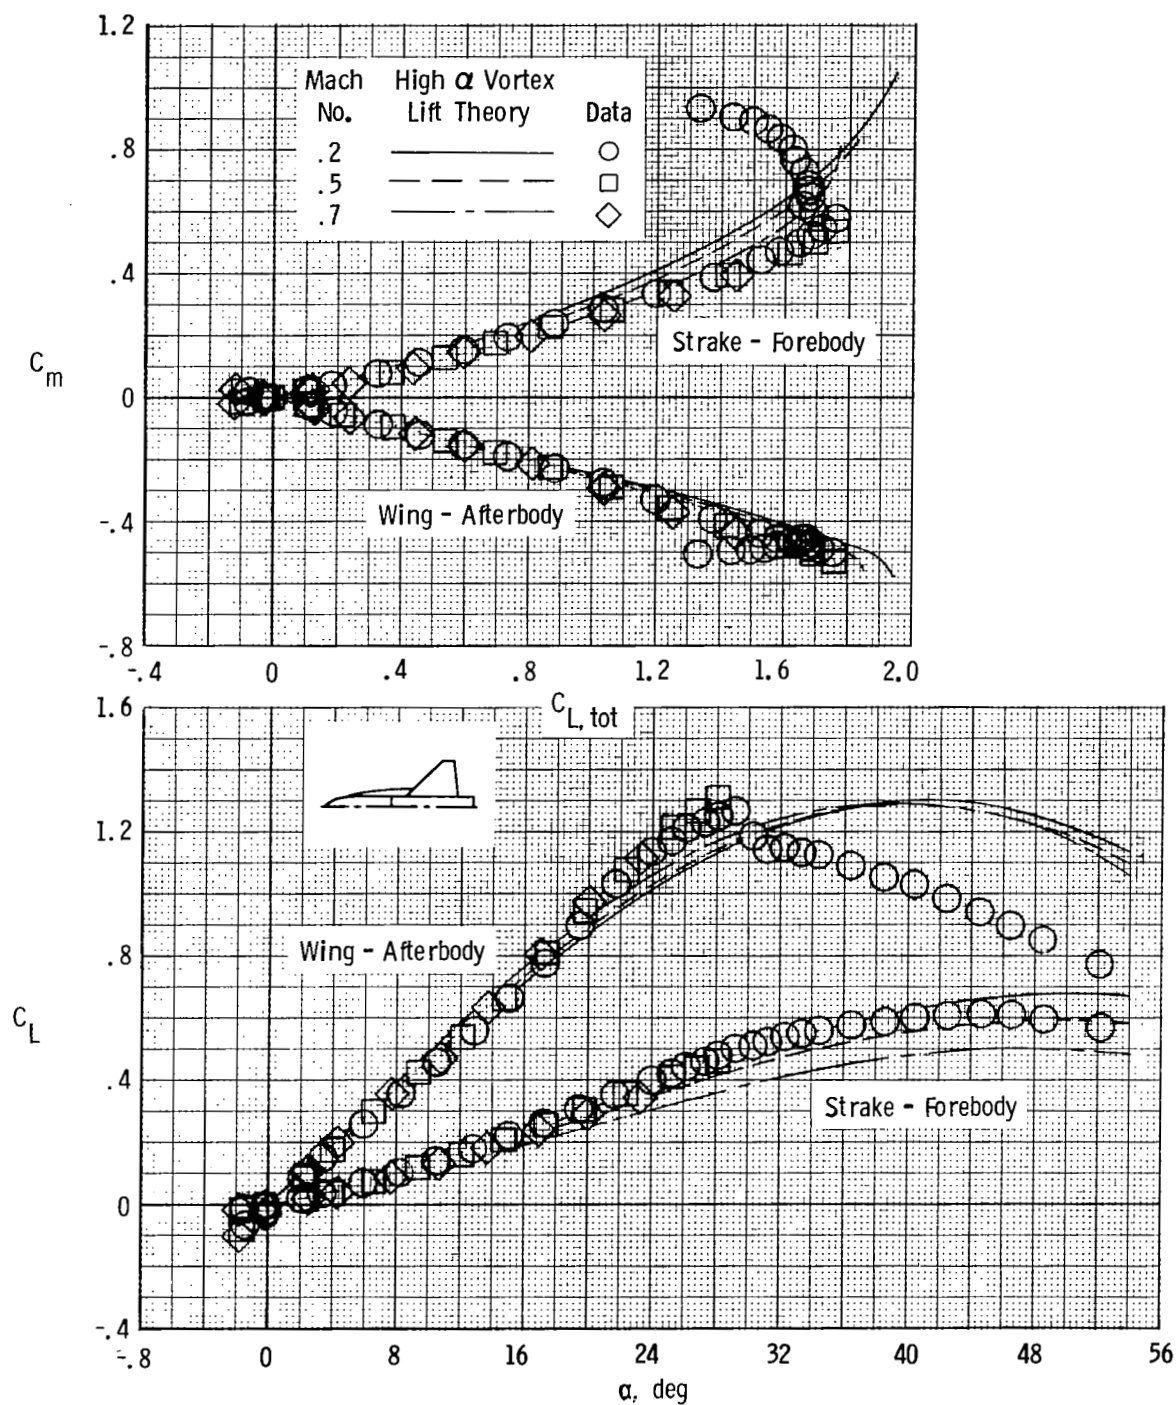 1.2
.8
.4
0
-.4
-.8
C_m
Mach No.
High α Vortex Lift Theory
Data
.2
.5
.7
Strake - Forebody
Wing - Afterbody
-.4 0 .4 .8 1.2 1.6 2.0
C_L, tot
1.6
1.2
.8
.4
0
-.4
C_L
Wing - Afterbody
Strake - Forebody
-.8 0 8 16 24 32 40 48 56
α, deg